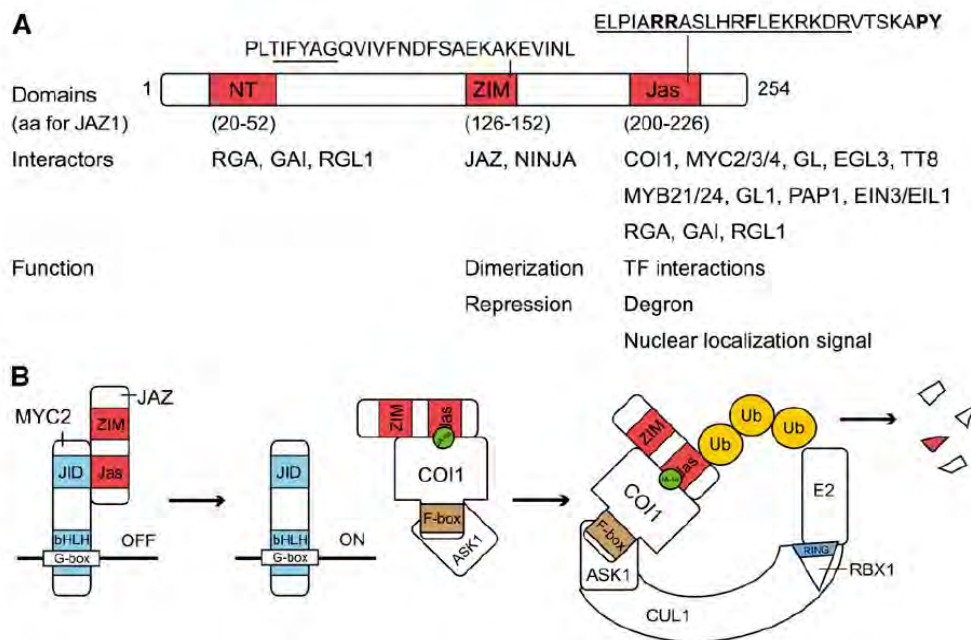 A
ELPIARRASLHRFLEKRKDRVTSKAPY
PLTIFYAGQVIVFNDFSAEKAKEVINL
Domains 1 NT ZIM Jas 254
(aa for JAZ1) (20-52) (126-152) (200-226)
Interactors RGA, GAI, RGL1 JAZ, NINJA COI1, MYC2/3/4, GL, EGL3, TT8
MYB21/24, GL1, PAP1, EIN3/EIL1
RGA, GAI, RGL1
Function Dimerization TF interactions
Repression Degron
Nuclear localization signal
B
MYC2
JAZ
ZIM
JID
Jas
bHLH
G-box
OFF
JID
bHLH
G-box
ON
ZIM
Jas
COI1
F-box
ASK1
ZIM
Jas
COI1
F-box
ASK1
Ub
Ub
Ub
E2
RING
RBX1
CUL1